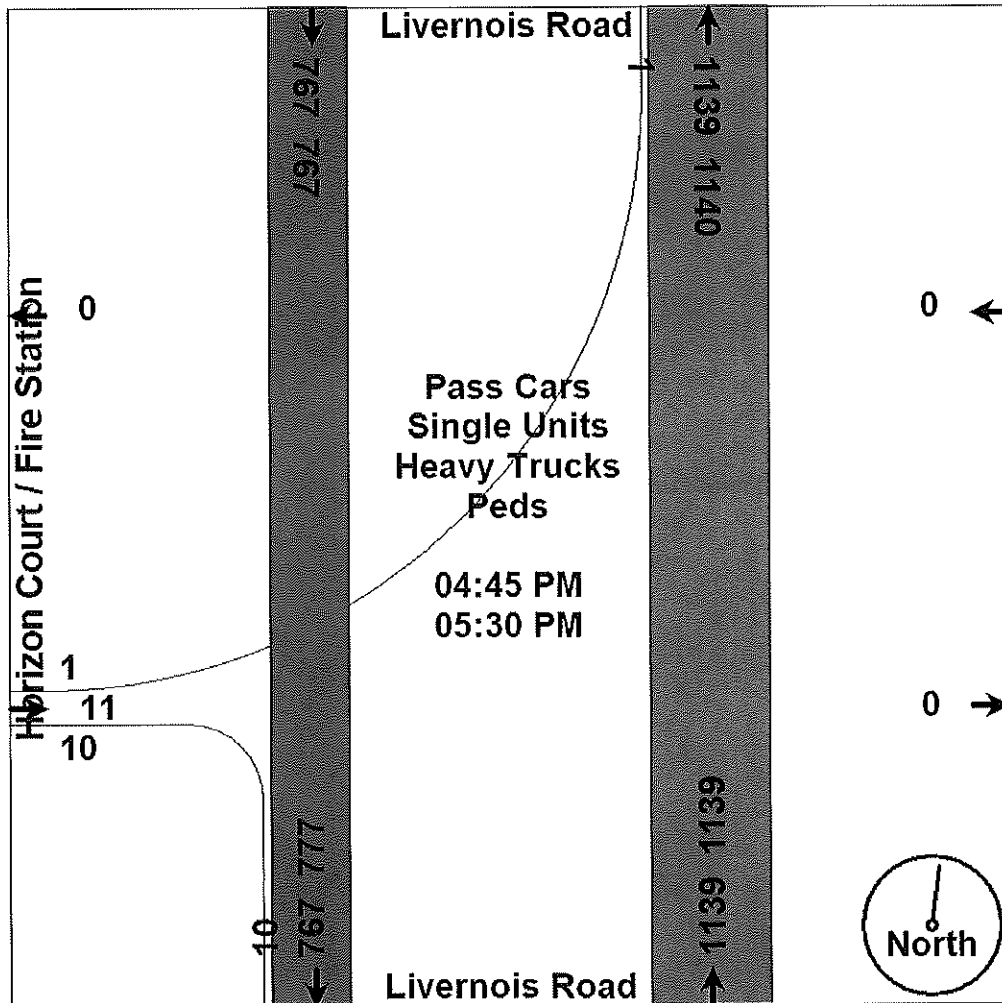 Livernois Road
767 767
1
1139 1140
0
0
Horizon Court / Fire Station
Pass Cars
Single Units
Heavy Trucks
Peds
04:45 PM
05:30 PM
1
11
10
0
10
767 777
1139 1139
North
Livernois Road